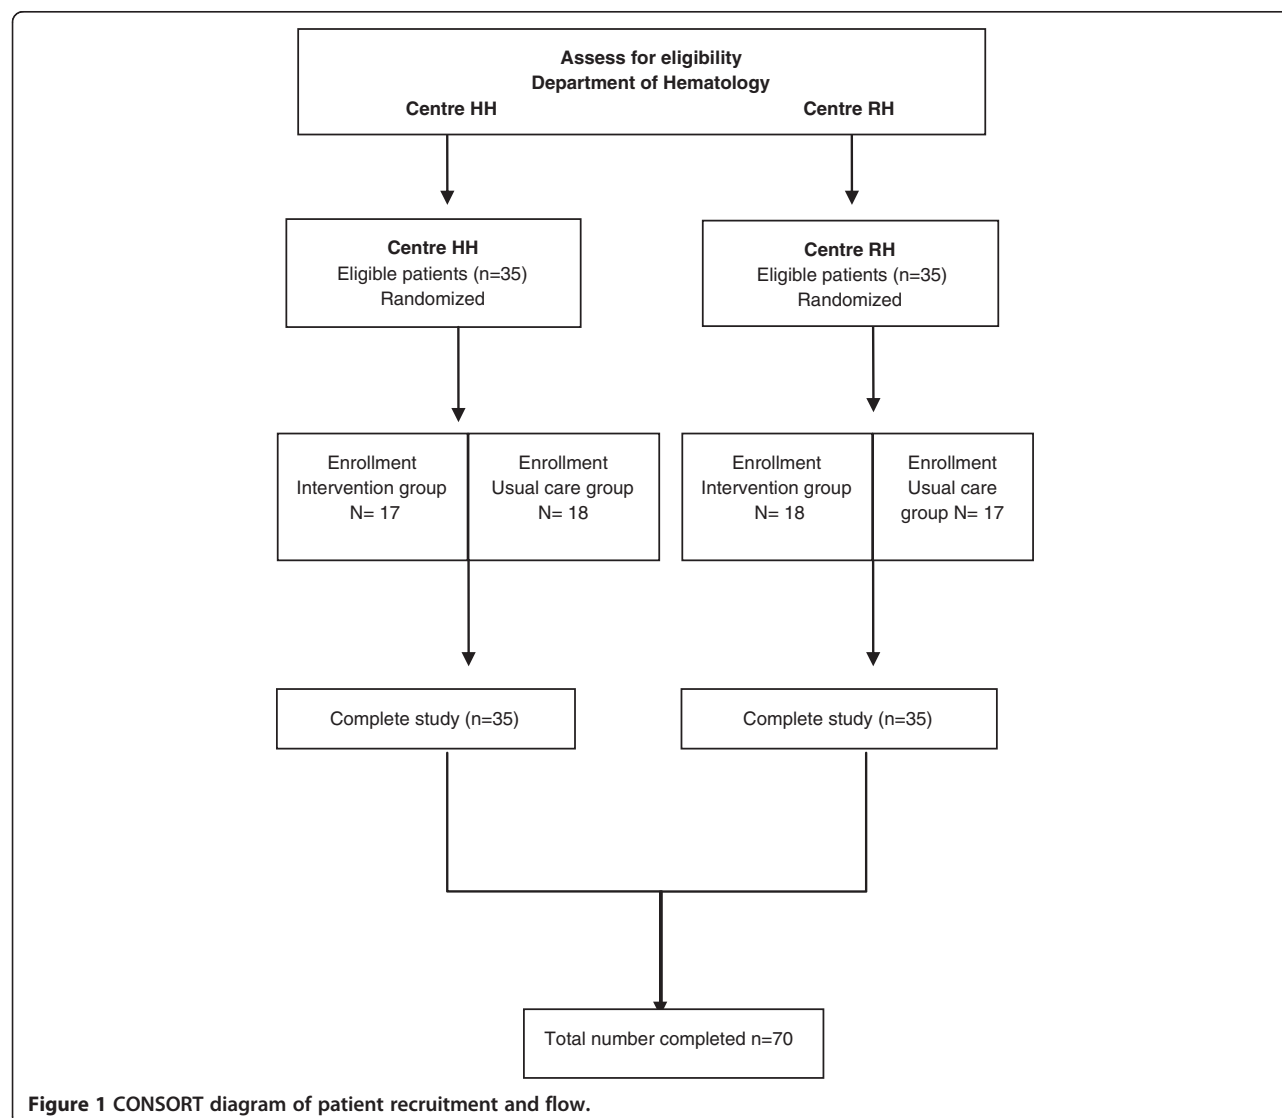 Assess for eligibility
Department of Hematology
Centre HH
Centre RH
Centre HH
Eligible patients (n=35)
Randomized
Centre RH
Eligible patients (n=35)
Randomized
Enrollment
Intervention group
N= 17
Enrollment
Usual care group
N= 18
Enrollment
Intervention group
N= 18
Enrollment
Usual care
group N= 17
Complete study (n=35)
Complete study (n=35)
Total number completed n=70
Figure 1 CONSORT diagram of patient recruitment and flow.